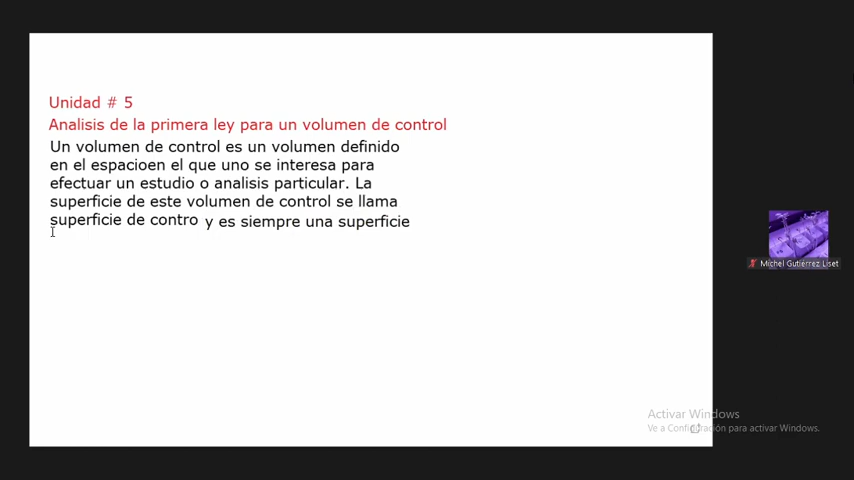 Unidad # 5
Analisis de la primera ley para un volumen de control
Un volumen de control es un volumen definido
en el espacioen el que uno se interesa para
efectuar un estudio o analisis particular. La
superficie de este volumen de control se llama
superficie de contro y es siempre una superficie
Michel Gutiérrez Liset
Activar Windows
Ve a Configuración para activar Windows.